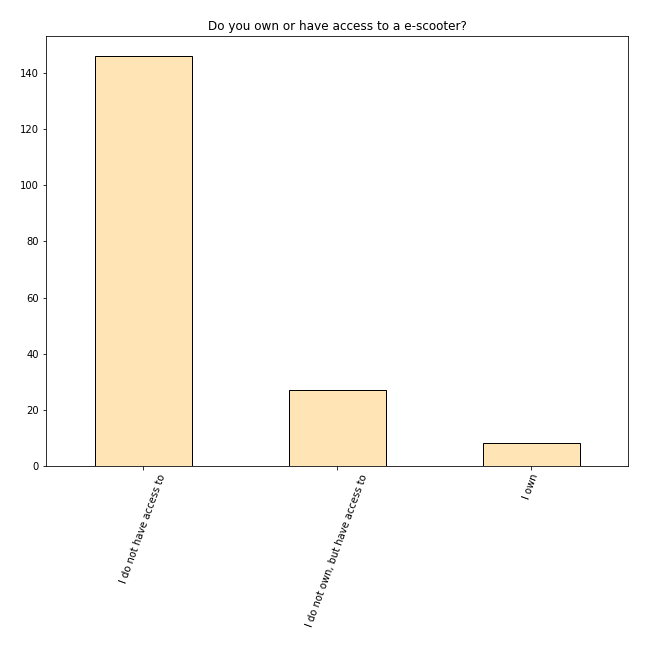 Do you own or have access to a e-scooter?
140
120
100
80
60
40
20
0
I do not have access to
I do not own, but have access to
I own